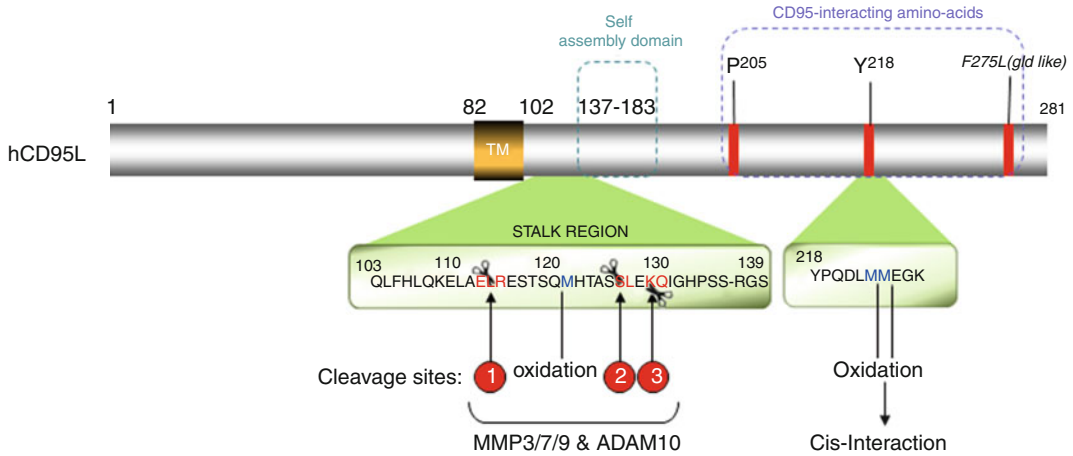 Self
assembly domain
CD95-interacting amino-acids
P205
Y218
F275L(gld like)
1
82
102
137-183
281
hCD95L
TM
STALK REGION
103
110
120
130
139
QLFHLQKELAELRESTSQMHTASSLEKQIGHPSS-RGS
218
YPQDLMMEGK
Cleavage sites:
1
oxidation
2
3
Oxidation
MMP3/7/9 & ADAM10
Cis-Interaction